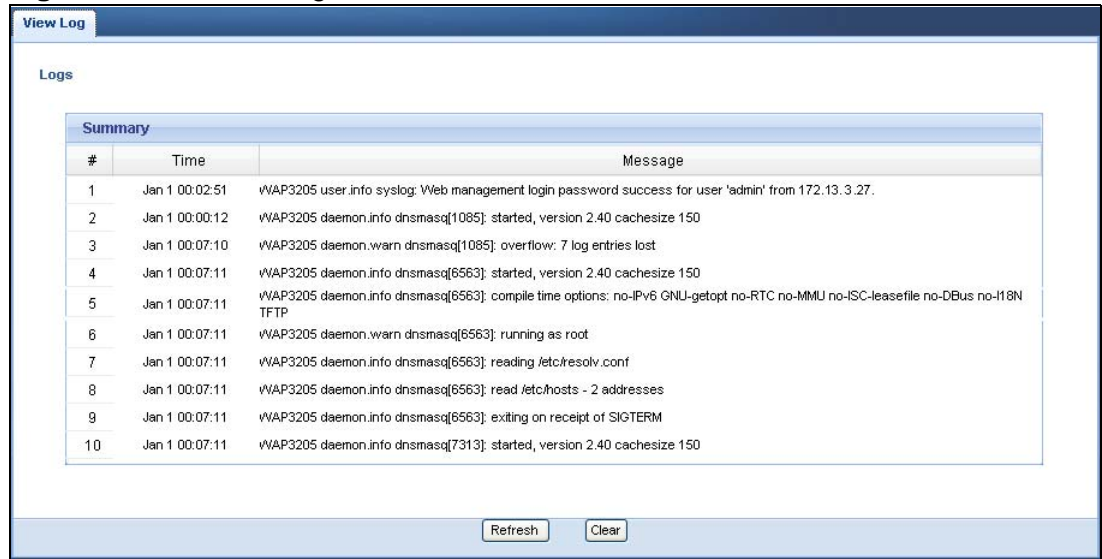 View Log
Logs
Summary
# Time Message
1 Jan 1 00:02:51 WAP3205 user.info syslog: Web management login password success for user 'admin' from 172.13.3.27.
2 Jan 1 00:00:12 WAP3205 daemon.info dnsmasq[1085]: started, version 2.40 cachesize 150
3 Jan 1 00:07:10 WAP3205 daemon.warn dnsmasq[1085]: overflow: 7 log entries lost
4 Jan 1 00:07:11 WAP3205 daemon.info dnsmasq[6563]: started, version 2.40 cachesize 150
5 Jan 1 00:07:11 WAP3205 daemon.info dnsmasq[6563]: compile time options: no-IPv6 GNU-getopt no-RTC no-MMU no-ISC-leasefile no-DBus no-I18N
TFTP
6 Jan 1 00:07:11 WAP3205 daemon.warn dnsmasq[6563]: running as root
7 Jan 1 00:07:11 WAP3205 daemon.info dnsmasq[6563]: reading /etc/resolv.conf
8 Jan 1 00:07:11 WAP3205 daemon.info dnsmasq[6563]: read /etc/hosts - 2 addresses
9 Jan 1 00:07:11 WAP3205 daemon.info dnsmasq[6563]: exiting on receipt of SIGTERM
10 Jan 1 00:07:11 WAP3205 daemon.info dnsmasq[7313]: started, version 2.40 cachesize 150
Refresh Clear